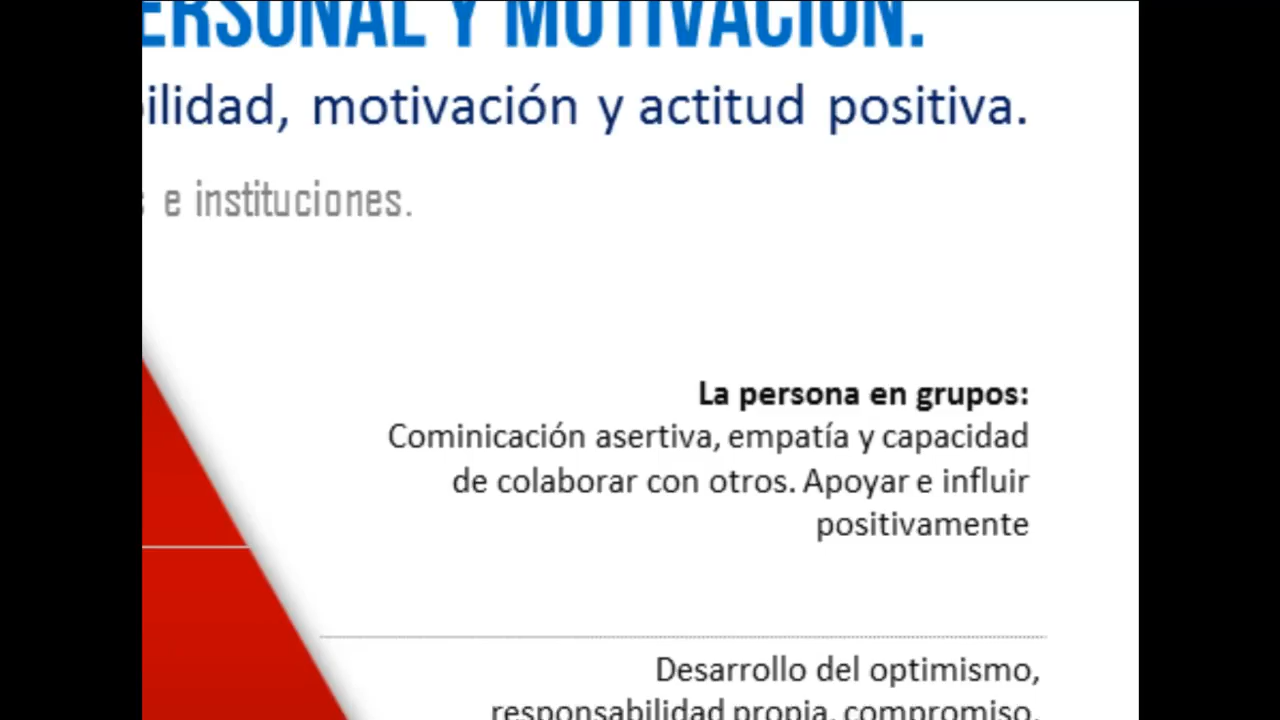 ERSONAL Y MOTIVACIÓN.
ilidad, motivación y actitud positiva.
e instituciones.
La persona en grupos:
Cominicación asertiva, empatía y capacidad
de colaborar con otros. Apoyar e influir
positivamente
Desarrollo del optimismo,
responsabilidad propia, compromiso,